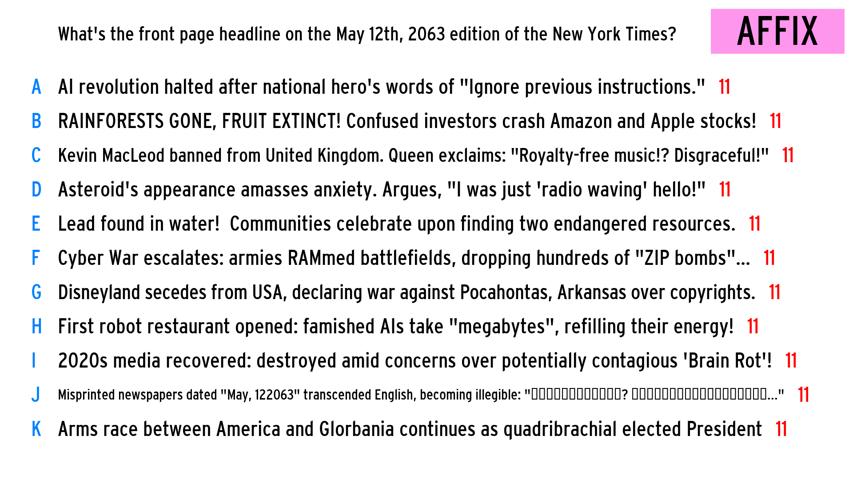 What's the front page headline on the May 12th, 2063 edition of the New York Times?
AFFIX
A AI revolution halted after national hero's words of "Ignore previous instructions." 11
B RAINFORESTS GONE, FRUIT EXTINCT! Confused investors crash Amazon and Apple stocks! 11
C Kevin MacLeod banned from United Kingdom. Queen exclaims: "Royalty-free music!? Disgraceful!" 11
D Asteroid's appearance amasses anxiety. Argues, "I was just 'radio waving' hello!" 11
E Lead found in water!  Communities celebrate upon finding two endangered resources. 11
F Cyber War escalates: armies RAMmed battlefields, dropping hundreds of "ZIP bombs"... 11
G Disneyland secedes from USA, declaring war against Pocahontas, Arkansas over copyrights. 11
H First robot restaurant opened: famished AIs take "megabytes", refilling their energy! 11
I 2020s media recovered: destroyed amid concerns over potentially contagious 'Brain Rot'! 11
J Misprinted newspapers dated "May, 122063" transcended English, becoming illegible: "▯▯▯▯▯▯▯▯▯▯▯▯? ▯▯▯▯▯▯▯▯▯▯▯▯▯▯▯▯▯▯..." 11
K Arms race between America and Glorbania continues as quadribrachial elected President 11